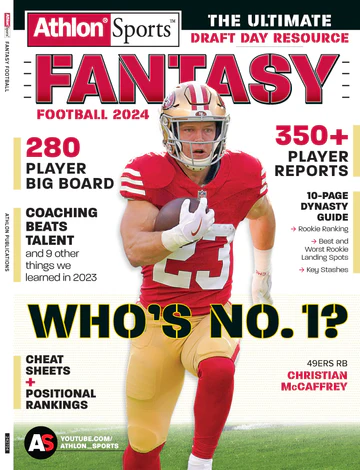 Athlon® Sports℠
THE ULTIMATE
DRAFT DAY RESOURCE
FANTASY
FOOTBALL 2024
280
PLAYER
BIG BOARD
350+
PLAYER
REPORTS
COACHING
BEATS
TALENT
and 9 other
things we
learned in 2023
10-PAGE
DYNASTY
GUIDE
→ Rookie Ranking
→ Best and
Worst Rookie
Landing Spots
→ Key Stashes
23
WHO'S NO. 1?
CHEAT
SHEETS
+
POSITIONAL
RANKINGS
49ERS RB
CHRISTIAN
McCAFFREY
AS
YOUTUBE.COM/
ATHLON_SPORTS
FANTASY FOOTBALL
ATHLON PUBLICATIONS